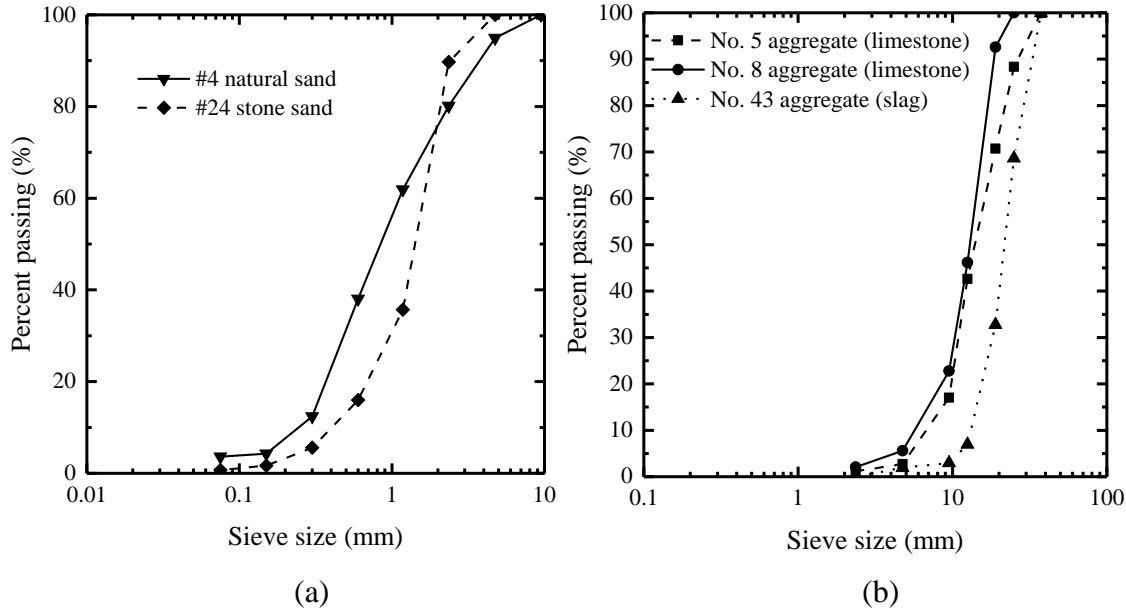 100
80
60
40
20
0
0.01
0.1
1
10
Percent passing (%)
Sieve size (mm)
#4 natural sand
#24 stone sand
(a)
100
90
80
70
60
50
40
30
20
10
0
0.1
1
10
100
Percent passing (%)
Sieve size (mm)
No. 5 aggregate (limestone)
No. 8 aggregate (limestone)
No. 43 aggregate (slag)
(b)